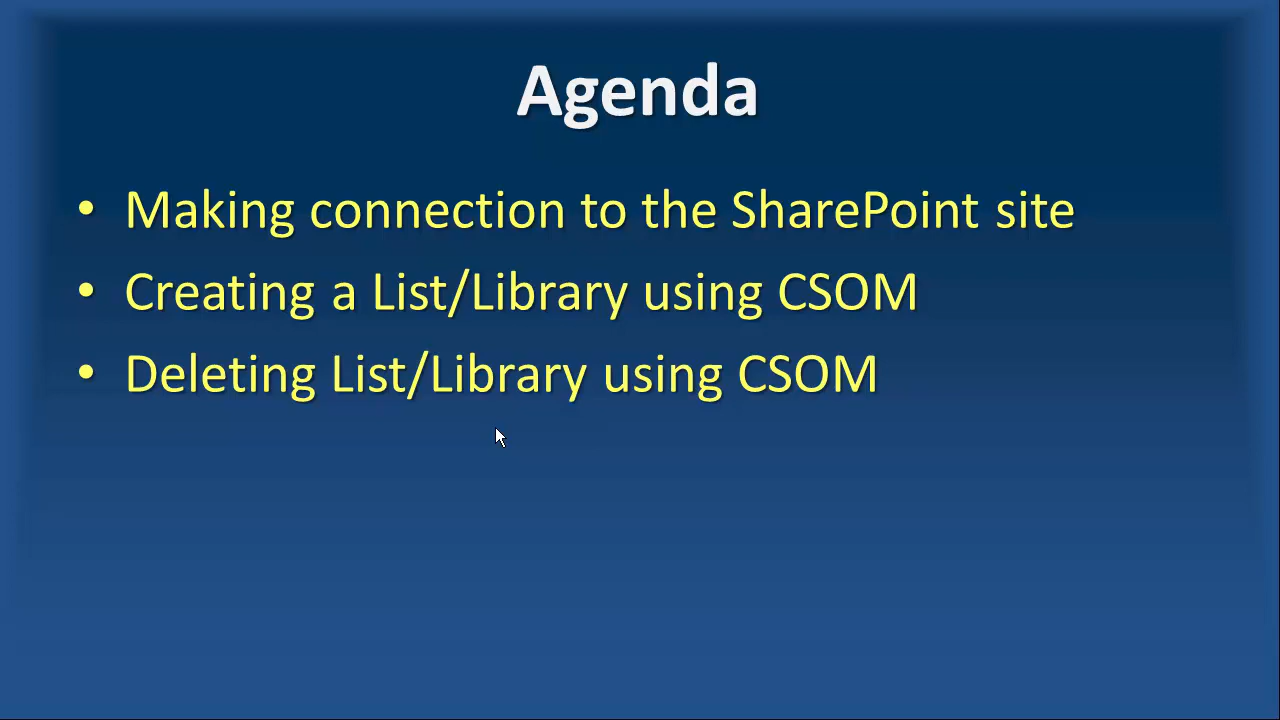 Agenda
• Making connection to the SharePoint site
• Creating a List/Library using CSOM
• Deleting List/Library using CSOM